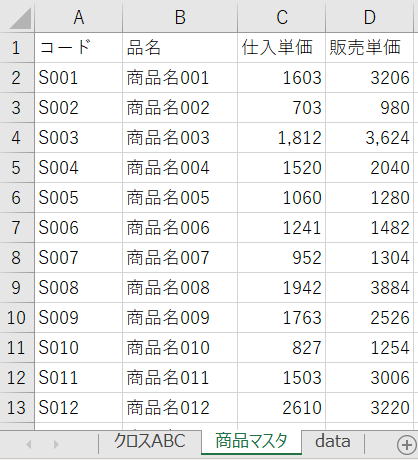 A B C D
1 コード 品名 仕入単価 販売単価
2 S001 商品名001 1603 3206
3 S002 商品名002 703 980
4 S003 商品名003 1,812 3,624
5 S004 商品名004 1520 2040
6 S005 商品名005 1060 1280
7 S006 商品名006 1241 1482
8 S007 商品名007 952 1304
9 S008 商品名008 1942 3884
10 S009 商品名009 1763 2526
11 S010 商品名010 827 1254
12 S011 商品名011 1503 3006
13 S012 商品名012 2610 3220
クロスABC 商品マスタ data